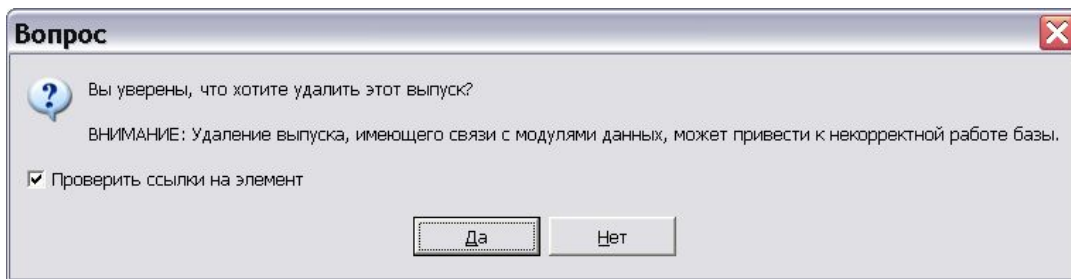 Вопрос
Вы уверены, что хотите удалить этот выпуск?
ВНИМАНИЕ: Удаление выпуска, имеющего связи с модулями данных, может привести к некорректной работе базы.
Проверить ссылки на элемент
Да
Нет